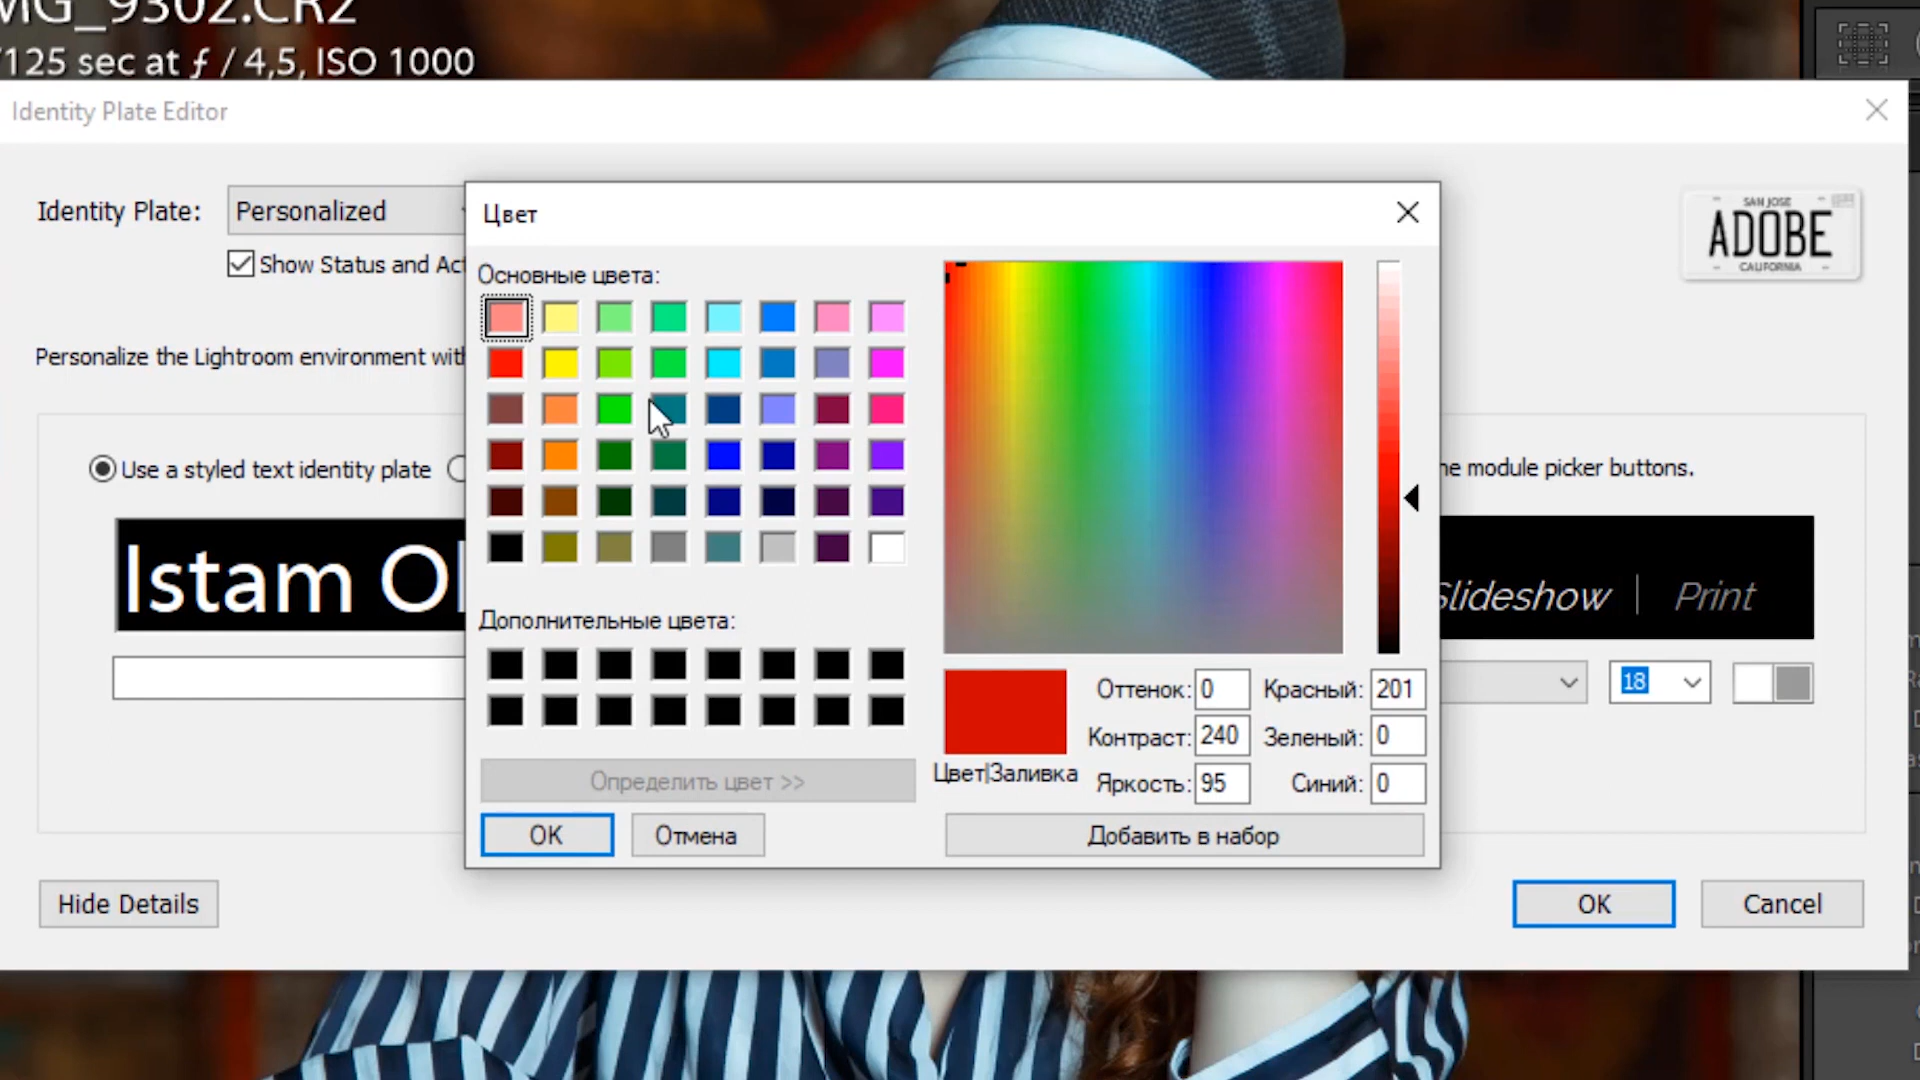 MG_9302.CR2
/125 sec at ƒ / 4,5, ISO 1000
Identity Plate Editor
Identity Plate: Personalized
SAN JOSE
ADOBE
CALIFORNIA
Show Status and Act
Personalize the Lightroom environment with
Use a styled text identity plate
he module picker buttons.
Istam Ol
Slideshow | Print
18
Цвет
Основные цвета:
Дополнительные цвета:
Оттенок: 0
Красный: 201
Контраст: 240
Зеленый: 0
Цвет|Заливка
Яркость: 95
Синий: 0
Определить цвет >>
OK
Отмена
Добавить в набор
Hide Details
OK
Cancel